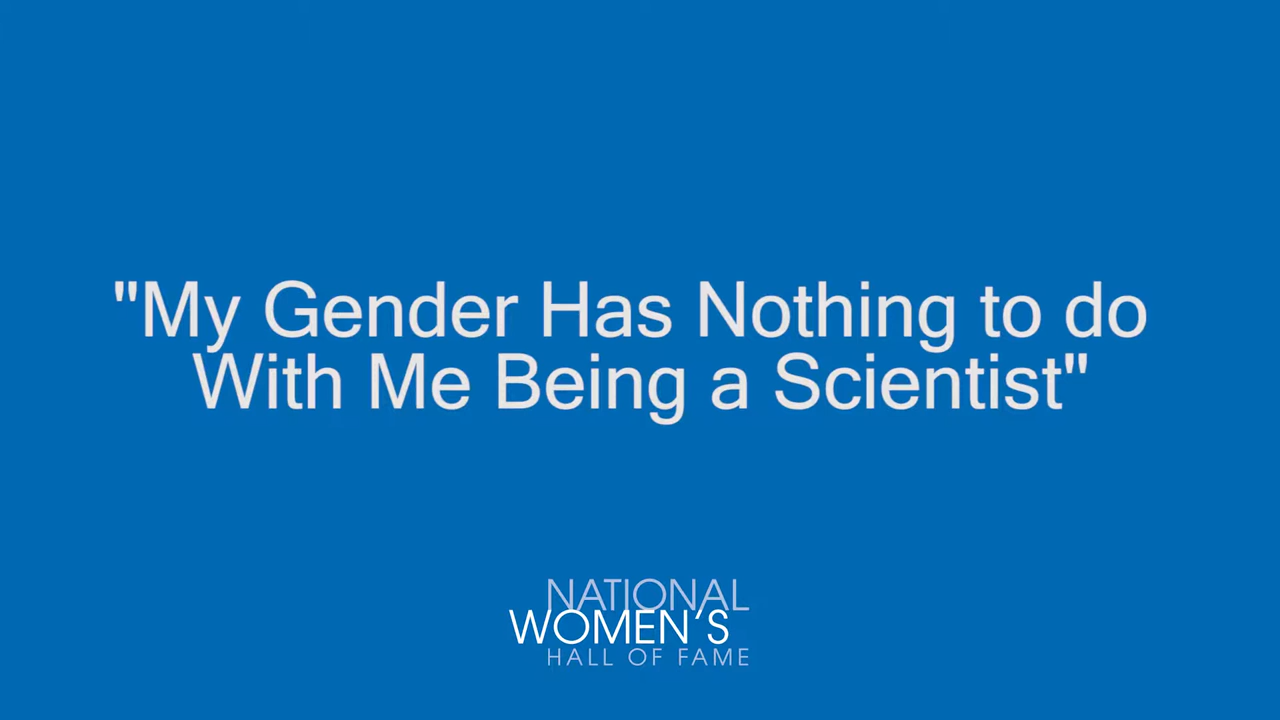 "My Gender Has Nothing to do
With Me Being a Scientist"
NATIONAL
WOMEN'S
HALL OF FAME